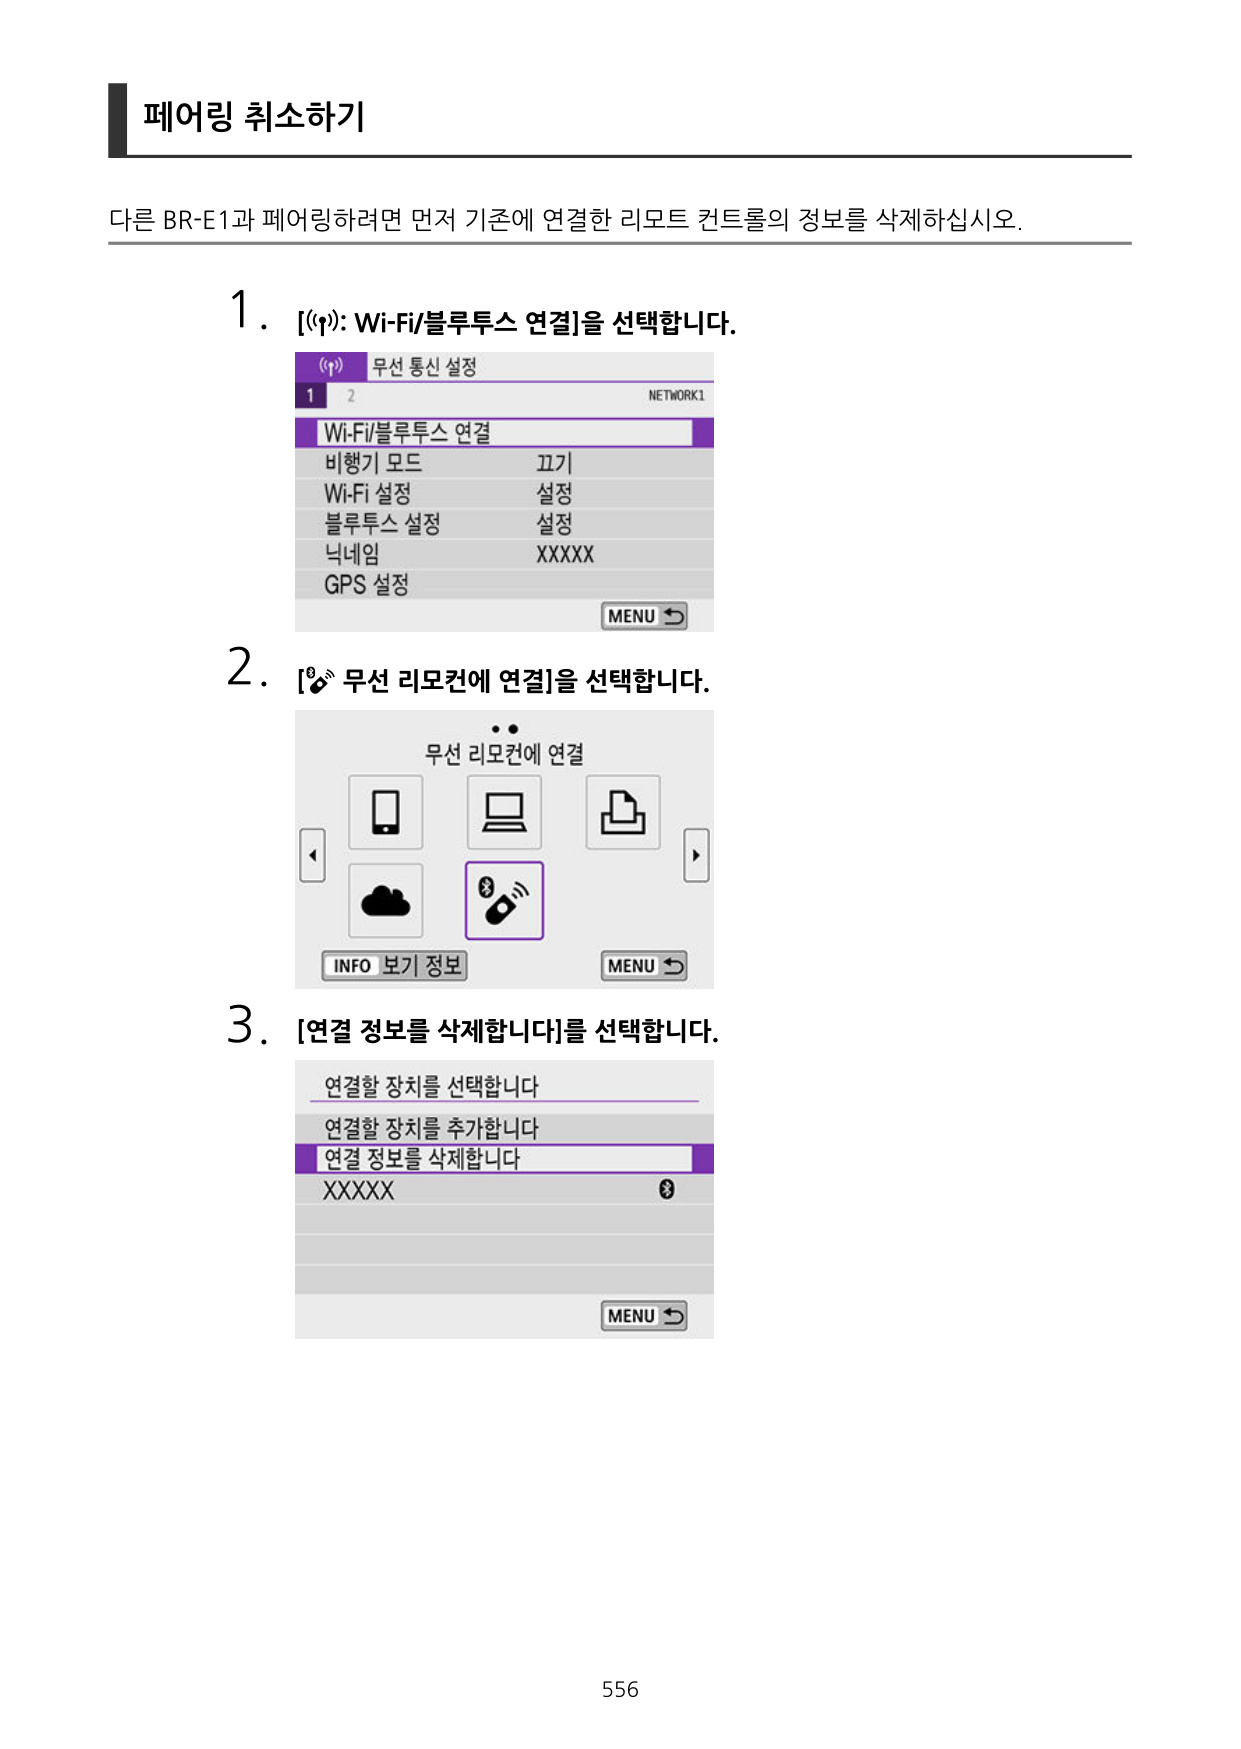 페어링 취소하기
다른 BR-E1과 페어링하려면 먼저 기존에 연결한 리모트 컨트롤의 정보를 삭제하십시오.
1. [: Wi-Fi/블루투스 연결]을 선택합니다.
무선 통신 설정
1 2 NETWORK1
Wi-Fi/블루투스 연결
비행기 모드 끄기
Wi-Fi 설정 설정
블루투스 설정 설정
닉네임 XXXXX
GPS 설정
MENU
2. [ 무선 리모컨에 연결]을 선택합니다.
무선 리모컨에 연결
INFO 보기 정보 MENU
3. [연결 정보를 삭제합니다]를 선택합니다.
연결할 장치를 선택합니다
연결할 장치를 추가합니다
연결 정보를 삭제합니다
XXXXX
MENU
556